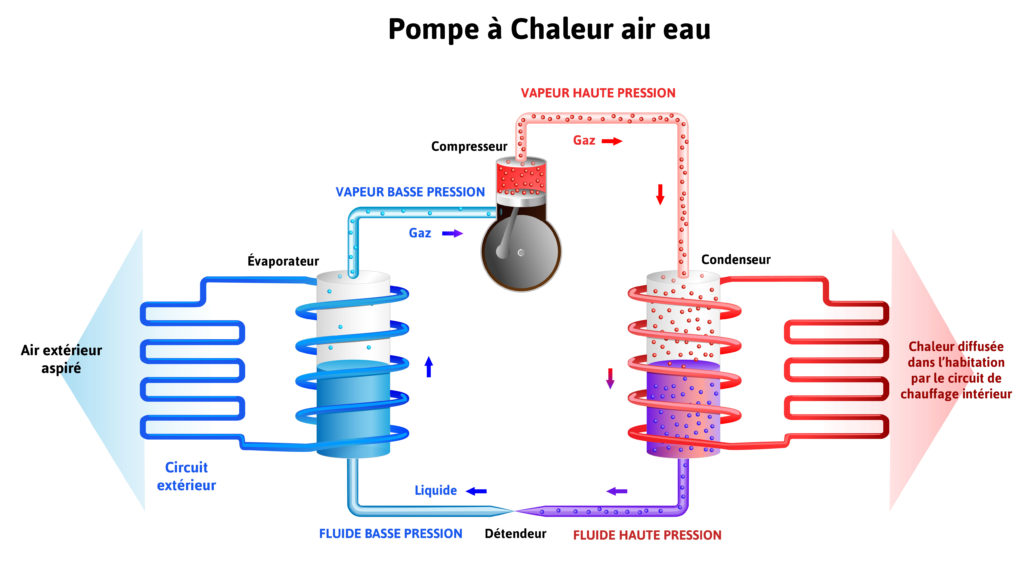 Pompe à Chaleur air eau
VAPEUR HAUTE PRESSION
Gaz
Compresseur
VAPEUR BASSE PRESSION
Gaz
Évaporateur
Condenseur
Air extérieur
aspiré
Chaleur diffusée
dans l'habitation
par le circuit de
chauffage intérieur
Circuit
extérieur
Liquide
FLUIDE BASSE PRESSION
Détendeur
FLUIDE HAUTE PRESSION